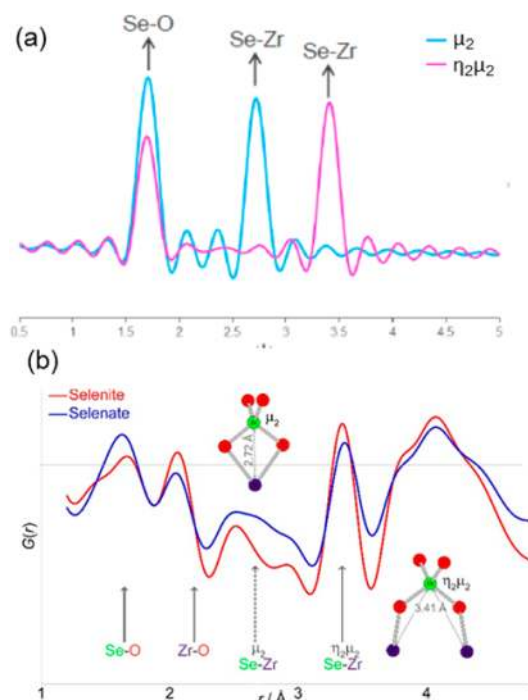 (a)
Se-O
Se-Zr
Se-Zr
μ₂
η₂μ₂
0.5 1 1.5 2 2.5 3 3.5 4 4.5 5
(b)
Selenite
Selenate
μ₂
2.72 Å
G(r)
η₂μ₂
3.41 Å
Se-O
Zr-O
μ₂
Se-Zr
η₂μ₂
Se-Zr
1 2 3 4
r / Å